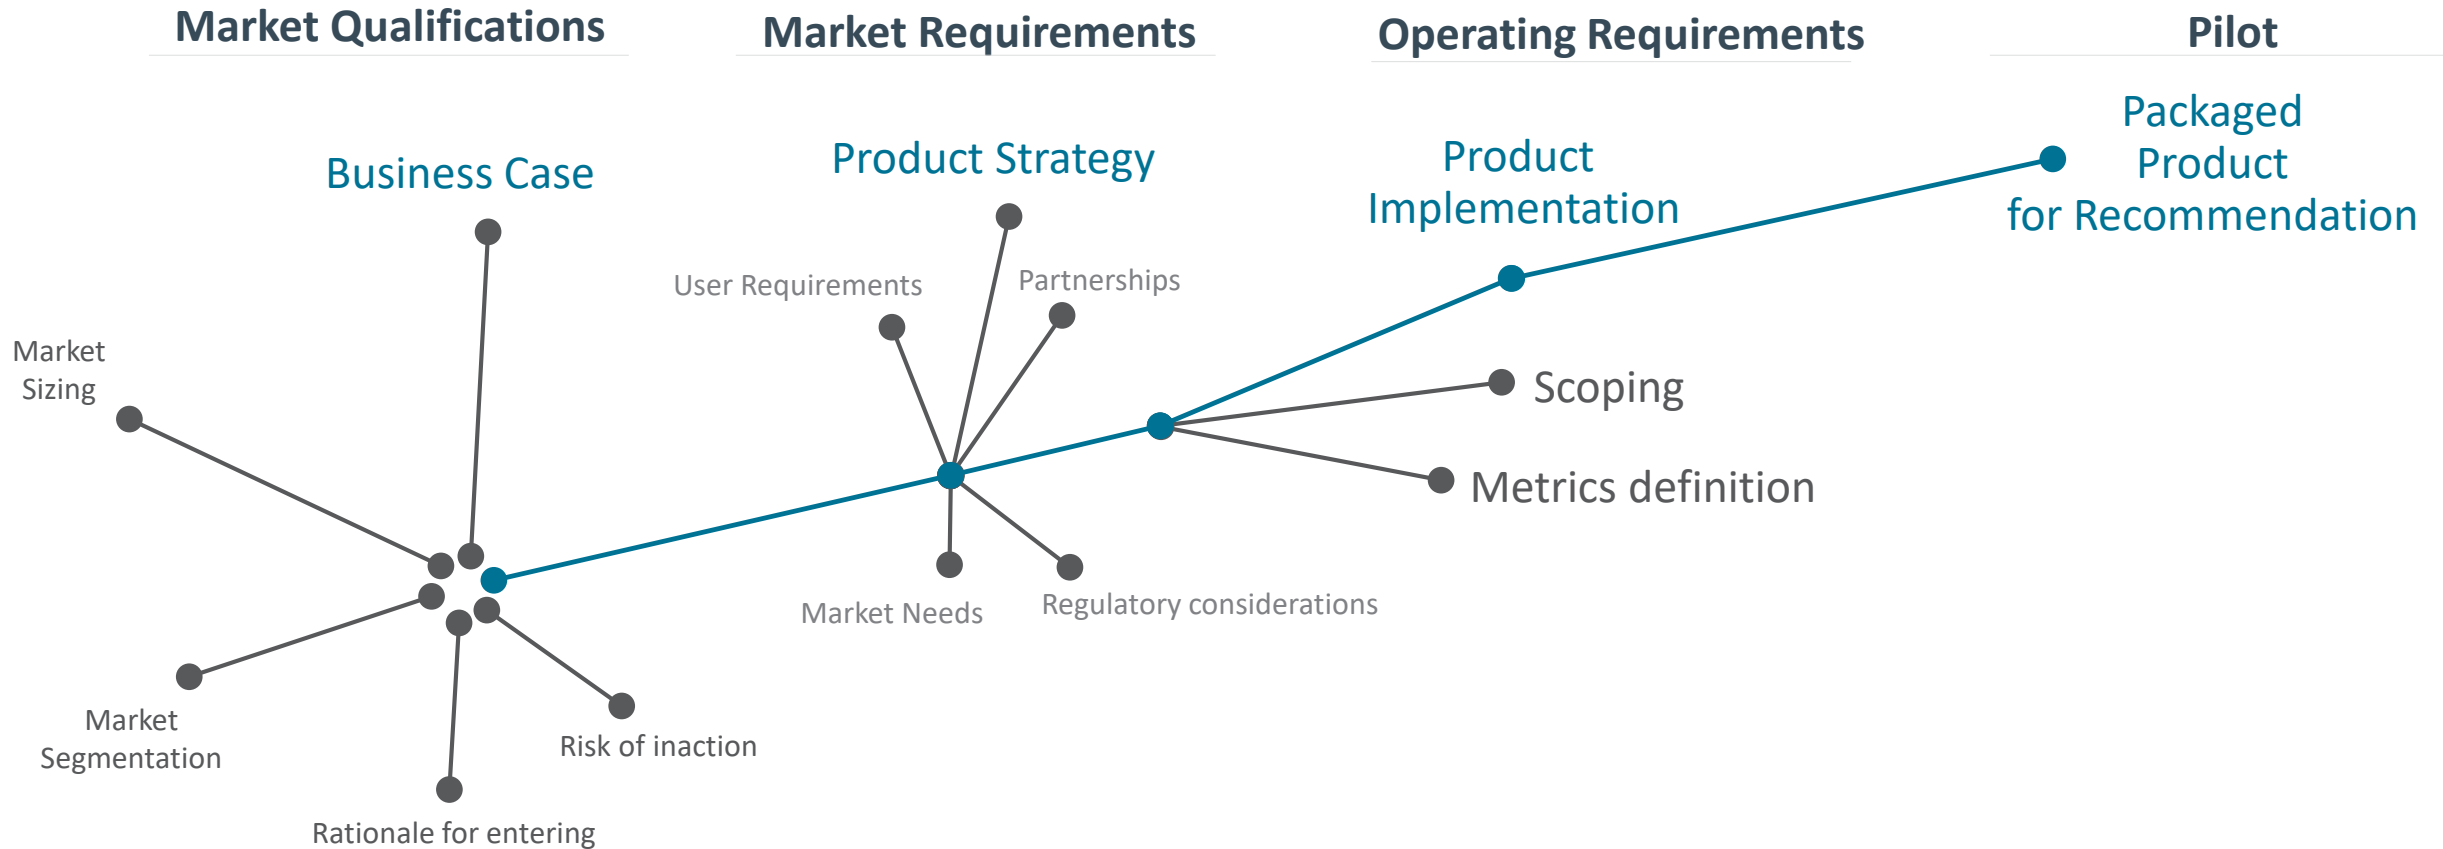 Market Qualifications
Market Requirements
Operating Requirements
Pilot
Business Case
Market
Sizing
Market
Segmentation
Rationale for entering
Risk of inaction
Product Strategy
User Requirements
Partnerships
Market Needs
Regulatory considerations
Product
Implementation
Scoping
Metrics definition
Packaged
Product
for Recommendation